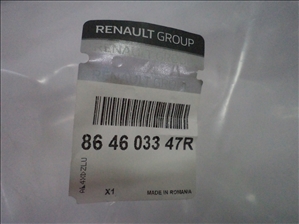 RENAULT GROUP
86 46 033 47R
X1
MADE IN ROMANIA